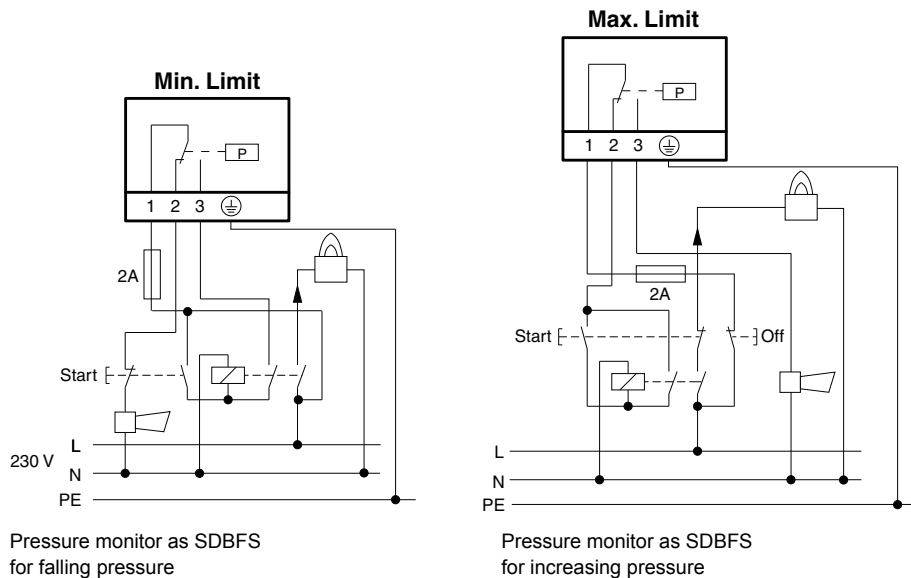 Min. Limit
P
1 2 3
2A
Start
L
230 V
N
PE
Pressure monitor as SDBFS
for falling pressure
Max. Limit
P
1 2 3
2A
Start
Off
L
N
PE
Pressure monitor as SDBFS
for increasing pressure